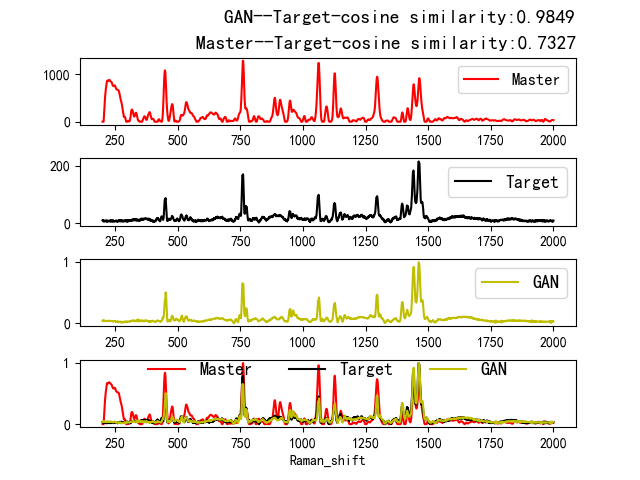 GAN--Target-cosine similarity:0.9849
Master--Target-cosine similarity:0.7327
1000
0
Master
250 500 750 1000 1250 1500 1750 2000
200
0
Target
250 500 750 1000 1250 1500 1750 2000
1
0
GAN
250 500 750 1000 1250 1500 1750 2000
1
0
Master Target GAN
250 500 750 1000 1250 1500 1750 2000
Raman_shift